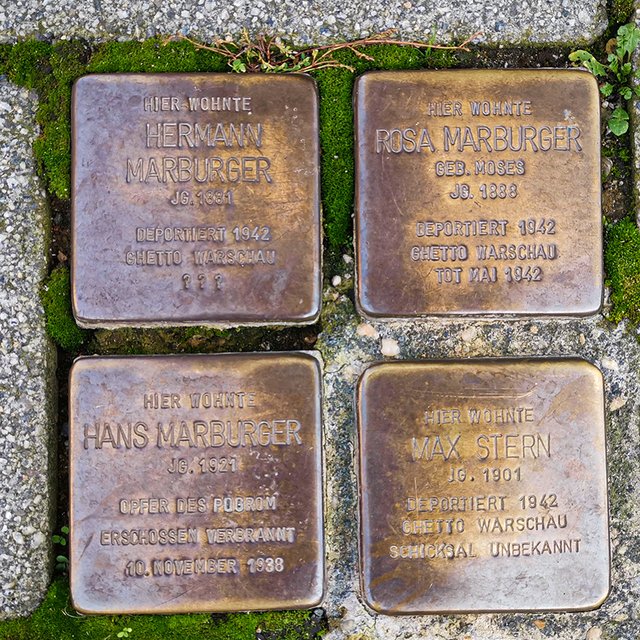 HIER WOHNTE
HERMANN
MARBURGER
JG. 1881
DEPORTIERT 1942
GHETTO WARSCHAU
? ? ?
HIER WOHNTE
ROSA MARBURGER
GEB. MOSES
JG. 1888
DEPORTIERT 1942
GHETTO WARSCHAU
TOT MAI 1942
HIER WOHNTE
HANS MARBURGER
JG. 1921
OPFER DES POGROM
ERSCHOSSEN VERBRANNT
10. NOVEMBER 1938
HIER WOHNTE
MAX STERN
JG. 1901
DEPORTIERT 1942
GHETTO WARSCHAU
SCHICKSAL UNBEKANNT